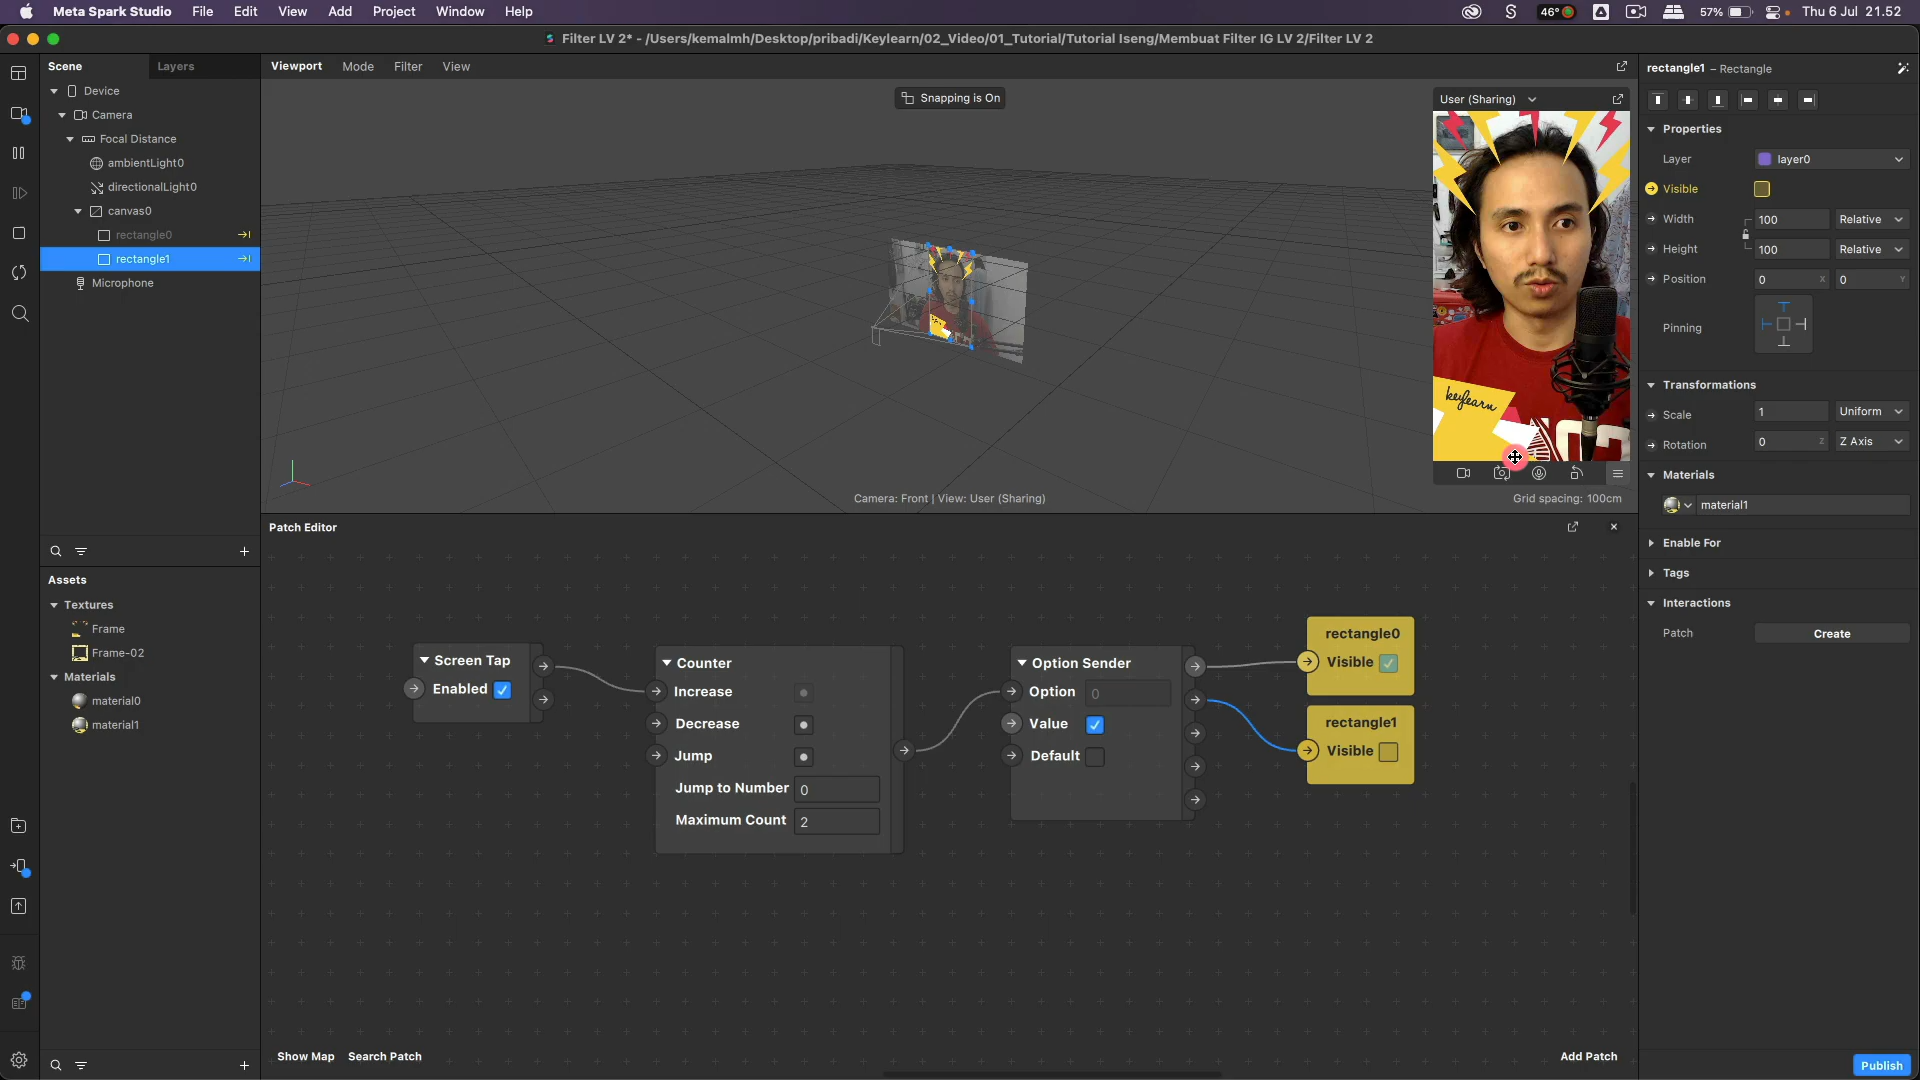 Meta Spark Studio File Edit View Add Project Window Help 46° 57% Thu 6 Jul 21.52
Filter LV 2* - /Users/kemalmh/Desktop/pribadi/Keylearn/02_Video/01_Tutorial/Tutorial Iseng/Membuat Filter IG LV 2/Filter LV 2
Scene Layers
Device
Camera
Focal Distance
ambientLight0
directionalLight0
canvas0
rectangle0
rectangle1
Microphone
Assets
Textures
Frame
Frame-02
Materials
material0
material1
Viewport Mode Filter View
Snapping is On
User (Sharing)
keylearn
Camera: Front | View: User (Sharing)
Grid spacing: 100cm
Patch Editor
Screen Tap
Enabled
Counter
Increase
Decrease
Jump
Jump to Number 0
Maximum Count 2
Option Sender
Option 0
Value
Default
rectangle0
Visible
rectangle1
Visible
Show Map Search Patch
Add Patch
rectangle1 – Rectangle
Properties
Layer layer0
Visible
Width 100 Relative
Height 100 Relative
Position 0 X 0 Y
Pinning
Transformations
Scale 1 Uniform
Rotation 0 Z Z Axis
Materials
material1
Enable For
Tags
Interactions
Patch Create
Publish